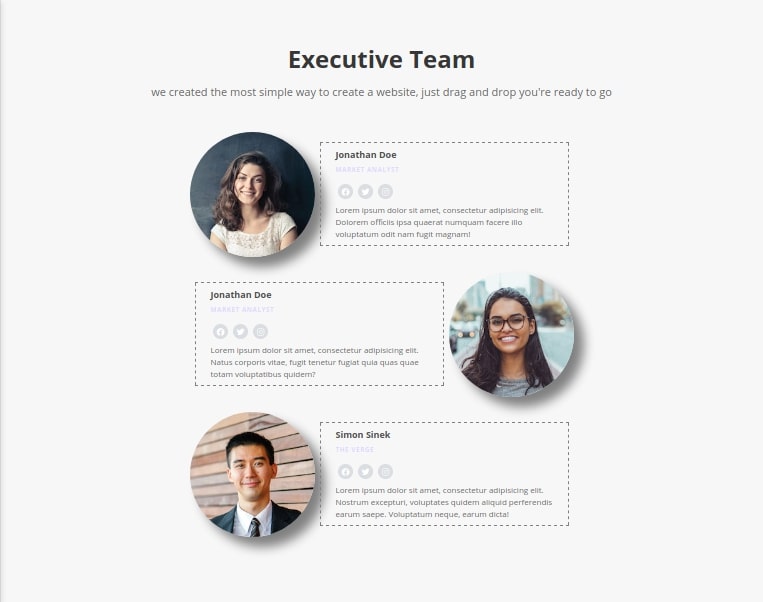 Executive Team
we created the most simple way to create a website, just drag and drop you're ready to go
Jonathan Doe
MARKET ANALYST
Lorem ipsum dolor sit amet, consectetur adipisicing elit.
Dolorem officiis ipsa quaerat numquam facere illo
voluptatum odit nam fugit magnam!
Jonathan Doe
MARKET ANALYST
Lorem ipsum dolor sit amet, consectetur adipisicing elit.
Natus corporis vitae, fugit tenetur fugiat quia quas quae
totam voluptatibus quidem?
Simon Sinek
THE VERGE
Lorem ipsum dolor sit amet, consectetur adipisicing elit.
Nostrum excepturi, voluptates quidem aliquid perferendis
earum saepe. Voluptatum neque, earum dicta!